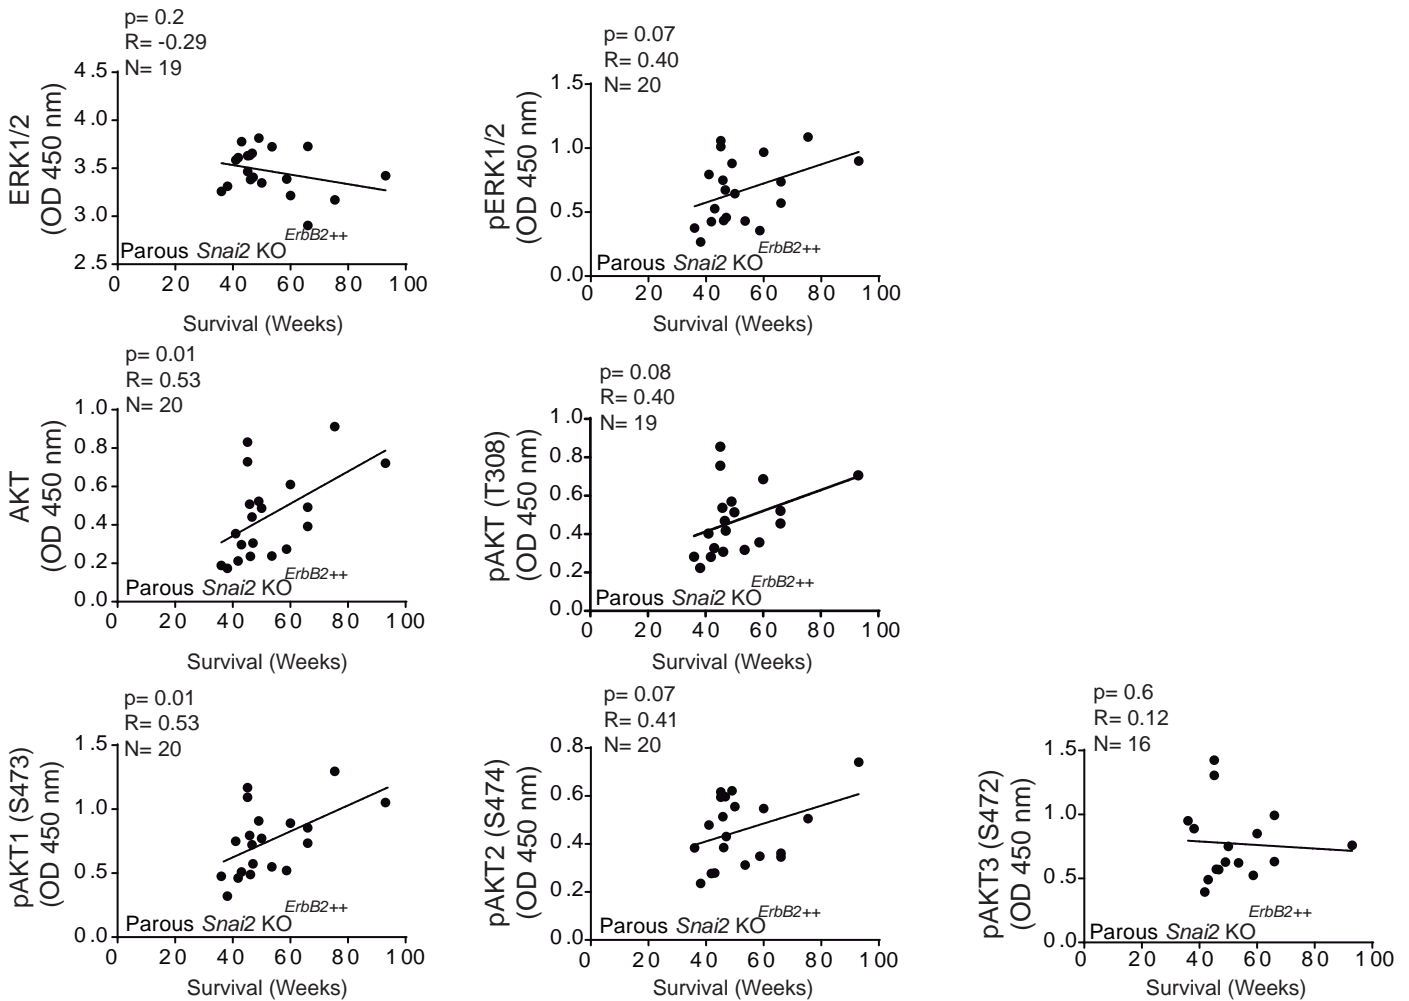 p= 0.2
R= -0.29
N= 19
ERK1/2
(OD 450 nm)
4.5
4.0
3.5
3.0
2.5
Parous Snai2 KO ErbB2++
0 20 40 60 80 100
Survival (Weeks)
p= 0.07
R= 0.40
N= 20
pERK1/2
(OD 450 nm)
1.5
1.0
0.5
0.0
Parous Snai2 KO ErbB2++
0 20 40 60 80 100
Survival (Weeks)
p= 0.01
R= 0.53
N= 20
AKT
(OD 450 nm)
1.0
0.8
0.6
0.4
0.2
0.0
Parous Snai2 KO ErbB2++
0 20 40 60 80 100
Survival (Weeks)
p= 0.08
R= 0.40
N= 19
pAKT (T308)
(OD 450 nm)
1.0
0.8
0.6
0.4
0.2
0.0
Parous Snai2 KO ErbB2++
0 20 40 60 80 100
Survival (Weeks)
p= 0.01
R= 0.53
N= 20
pAKT1 (S473)
(OD 450 nm)
1.5
1.0
0.5
0.0
Parous Snai2 KO ErbB2++
0 20 40 60 80 100
Survival (Weeks)
p= 0.07
R= 0.41
N= 20
pAKT2 (S474)
(OD 450 nm)
0.8
0.6
0.4
0.2
0.0
Parous Snai2 KO ErbB2++
0 20 40 60 80 100
Survival (Weeks)
p= 0.6
R= 0.12
N= 16
pAKT3 (S472)
(OD 450 nm)
1.5
1.0
0.5
0.0
Parous Snai2 KO ErbB2++
0 20 40 60 80 100
Survival (Weeks)